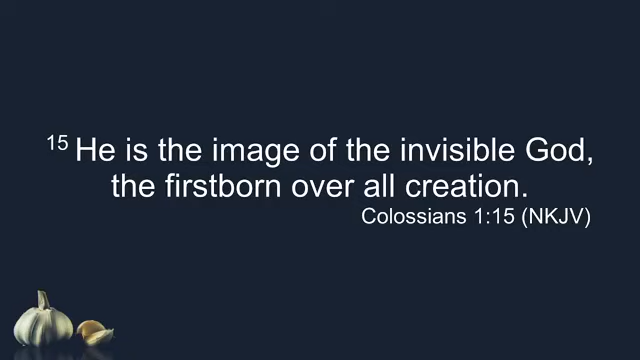 15 He is the image of the invisible God,
the firstborn over all creation.
Colossians 1:15 (NKJV)